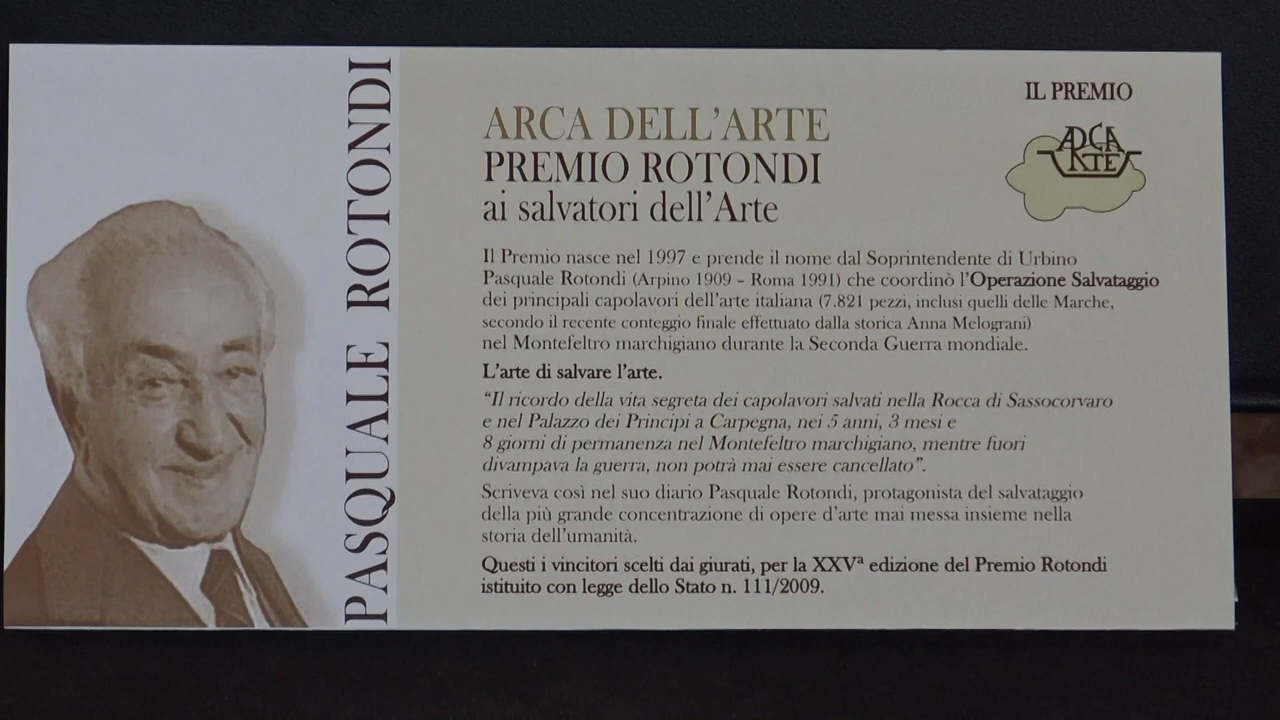 PASQUALE ROTONDI
ARCA DELL'ARTE
PREMIO ROTONDI
ai salvatori dell'Arte
IL PREMIO
ARCA
ARTE
Il Premio nasce nel 1997 e prende il nome dal Soprintendente di Urbino
Pasquale Rotondi (Arpino 1909 – Roma 1991) che coordinò l'Operazione Salvataggio
dei principali capolavori dell'arte italiana (7.821 pezzi, inclusi quelli delle Marche,
secondo il recente conteggio finale effettuato dalla storica Anna Melograni)
nel Montefeltro marchigiano durante la Seconda Guerra mondiale.
L'arte di salvare l'arte.
“Il ricordo della vita segreta dei capolavori salvati nella Rocca di Sassocorvaro
e nel Palazzo dei Principi a Carpegna, nei 5 anni, 3 mesi e
8 giorni di permanenza nel Montefeltro marchigiano, mentre fuori
divampava la guerra, non potrà mai essere cancellato”.
Scriveva così nel suo diario Pasquale Rotondi, protagonista del salvataggio
della più grande concentrazione di opere d'arte mai messa insieme nella
storia dell'umanità.
Questi i vincitori scelti dai giurati, per la XXVª edizione del Premio Rotondi
istituito con legge dello Stato n. 111/2009.